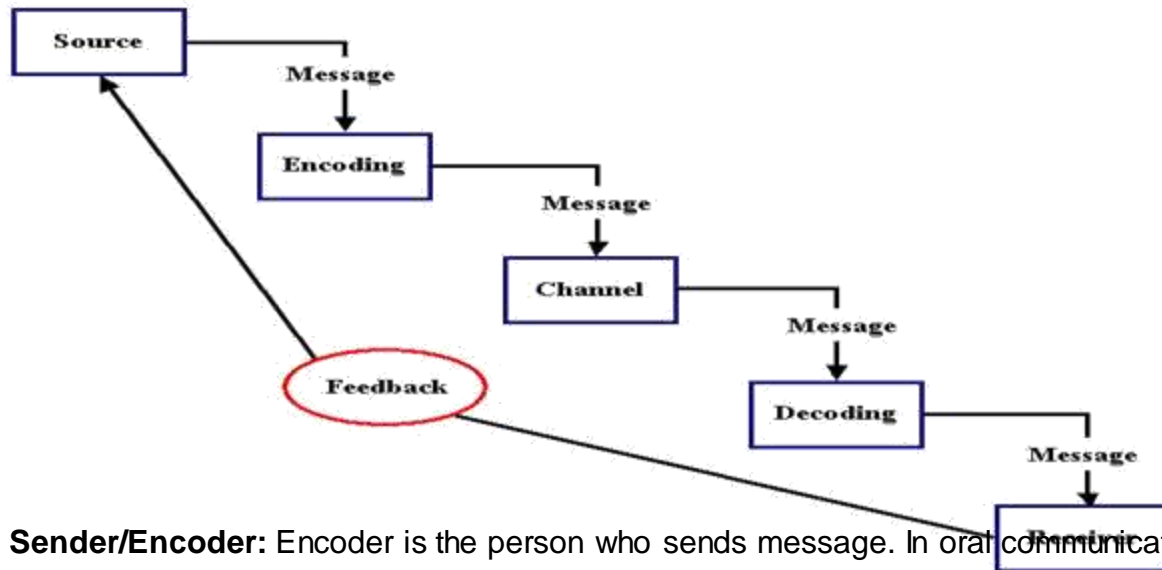 Source
Message
Encoding
Message
Channel
Message
Feedback
Decoding
Message
Receiver
Sender/Encoder: Encoder is the person who sends message. In oral